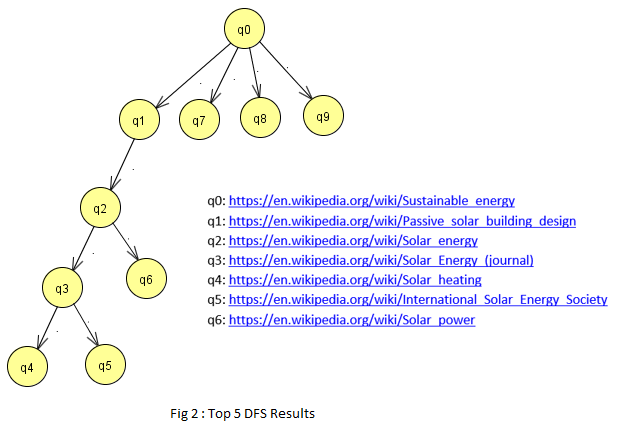 q0
q1
q7
q8
q9
q2
q6
q3
q4
q5
q0: https://en.wikipedia.org/wiki/Sustainable_energy
q1: https://en.wikipedia.org/wiki/Passive_solar_building_design
q2: https://en.wikipedia.org/wiki/Solar_energy
q3: https://en.wikipedia.org/wiki/Solar_Energy_(journal)
q4: https://en.wikipedia.org/wiki/Solar_heating
q5: https://en.wikipedia.org/wiki/International_Solar_Energy_Society
q6: https://en.wikipedia.org/wiki/Solar_power
Fig 2 : Top 5 DFS Results